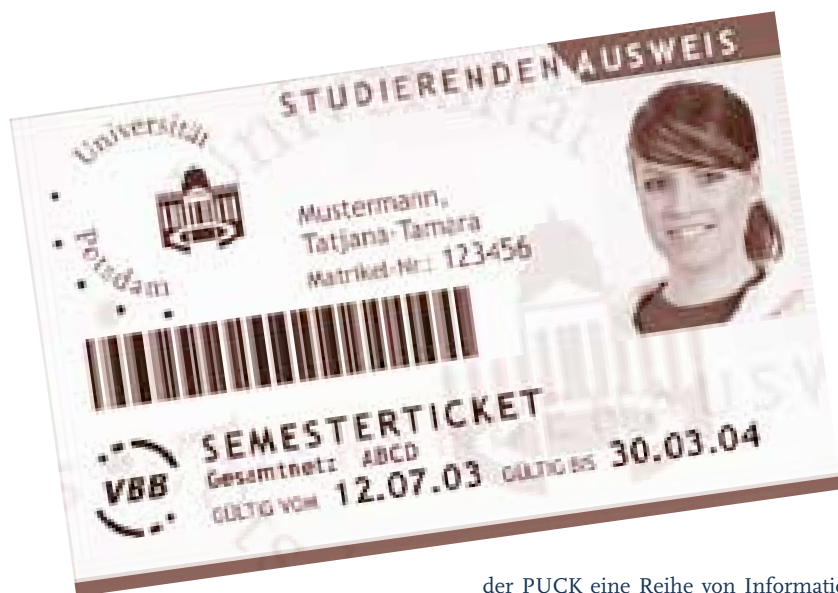 STUDIERENDENAUSWEIS
Universität
Potsdam
Mustermann,
Tatjana-Tamara
Matrikel-Nr.: 123456
VBB
SEMESTERTICKET
Gesamtnetz ABCD
GÜLTIG VOM 12.07.03 GÜLTIG BIS 30.03.04
der PUCK eine Reihe von Informatio